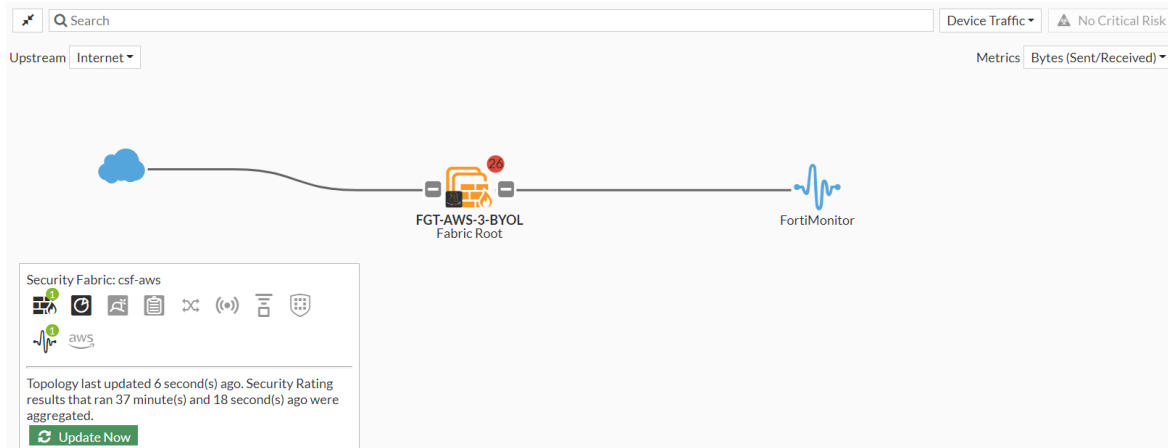 Search
Device Traffic
No Critical Risk
Upstream
Internet
Metrics
Bytes (Sent/Received)
26
FGT-AWS-3-BYOL
Fabric Root
FortiMonitor
Security Fabric: csf-aws
1
1
aws
Topology last updated 6 second(s) ago. Security Rating
results that ran 37 minute(s) and 18 second(s) ago were
aggregated.
Update Now